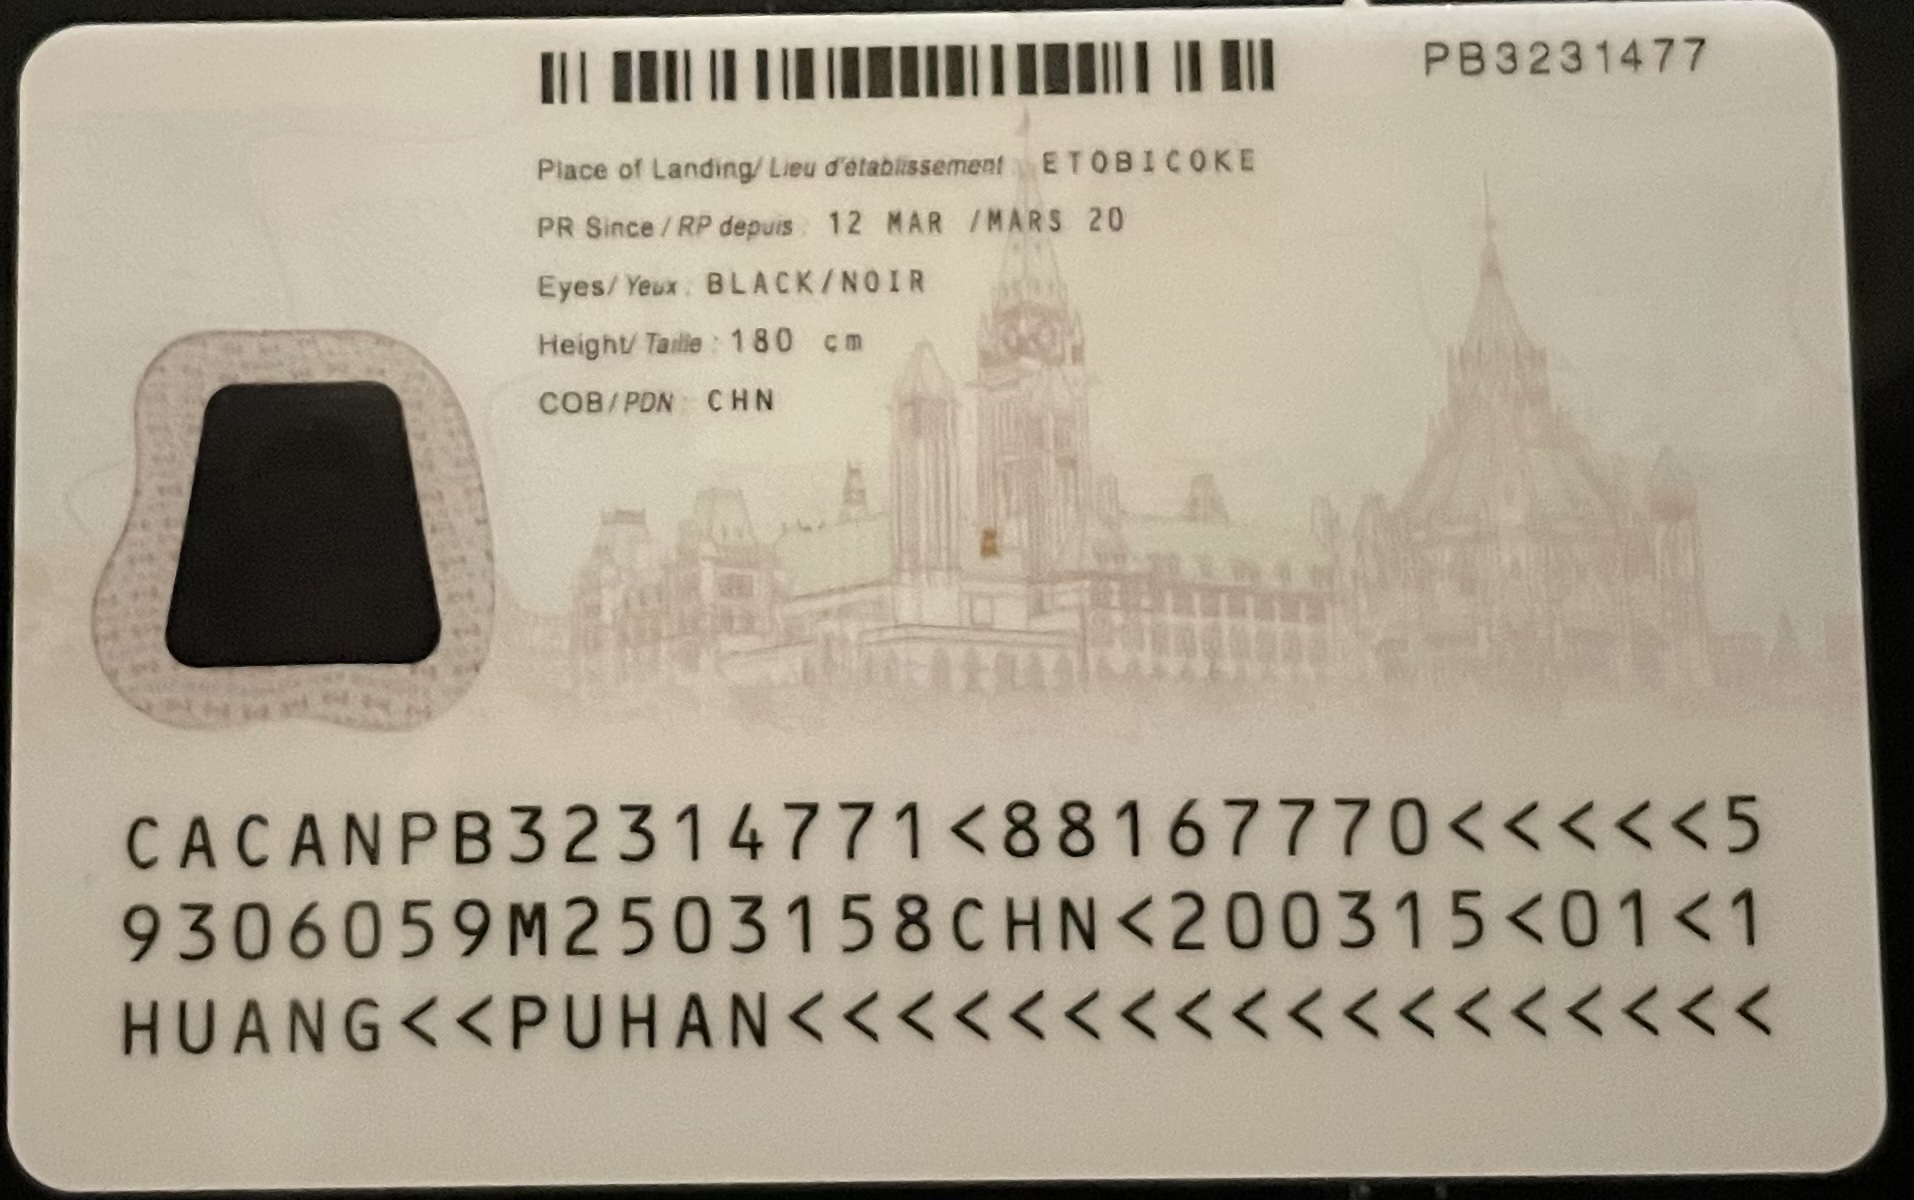 PB3231477
Place of Landing/ Lieu d'établissement : ETOBICOKE
PR Since / RP depuis : 12 MAR /MARS 20
Eyes/ Yeux : BLACK/NOIR
Height/ Taille : 180 cm
COB/PDN : CHN
CACANPB32314771<88167770<<<<<5
9306059M2503158CHN<200315<01<1
HUANG<<PUHAN<<<<<<<<<<<<<<<<<<